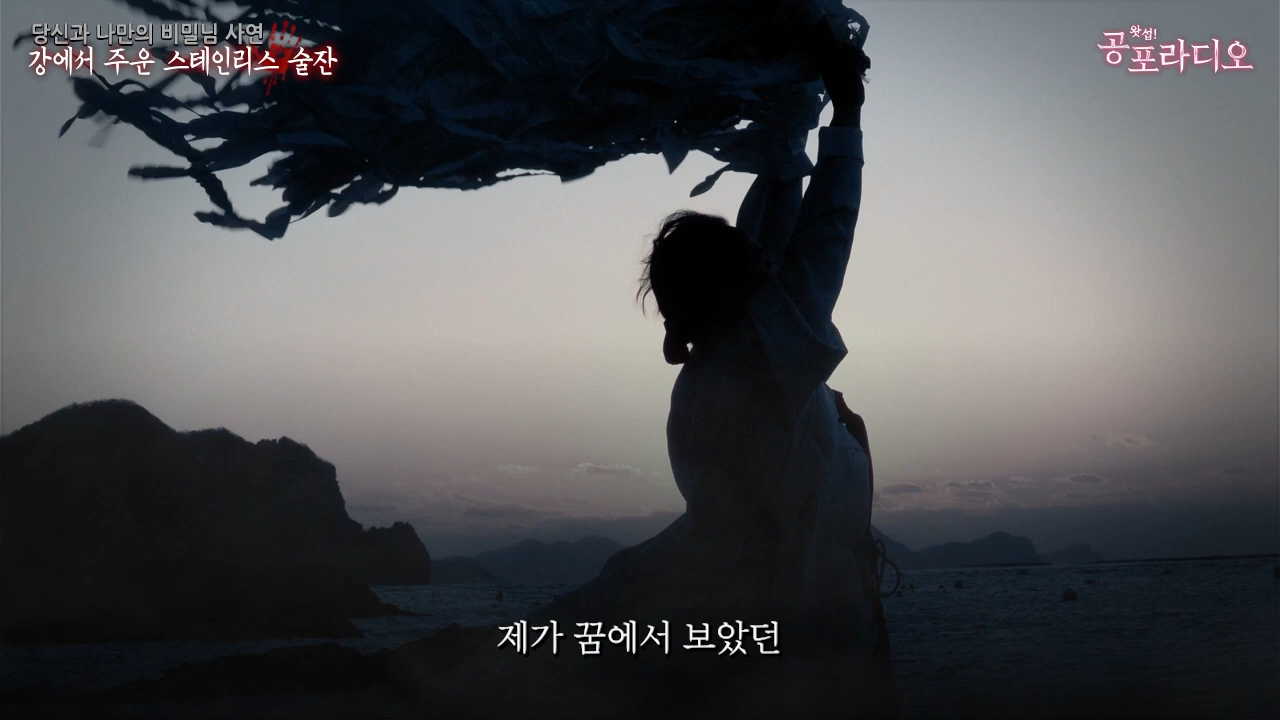 당신과 나만의 비밀님 사연
강에서 주운 스테인리스 술잔
왓섭!
공포라디오
제가 꿈에서 보았던